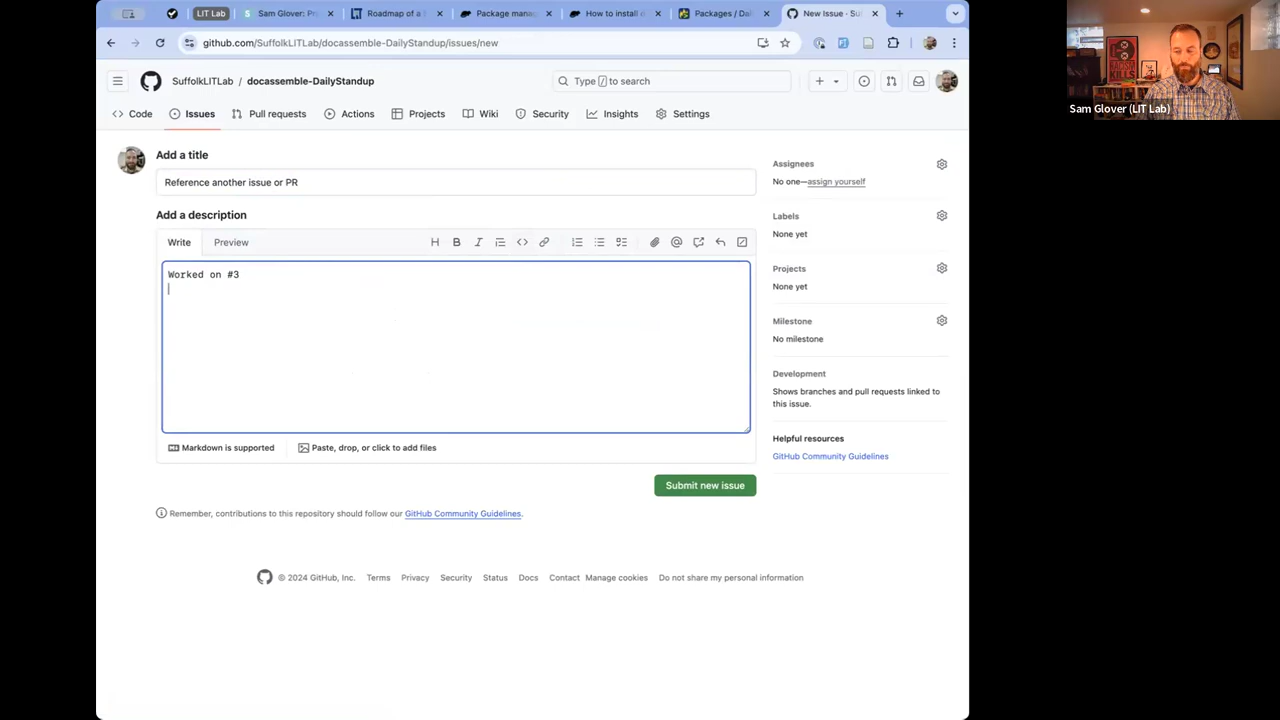 LIT Lab
Sam Glover: Pr
Roadmap of a l
Package mana
How to install r
Packages / Dai
New Issue · Suf
github.com/SuffolkLITLab/docassemble-DailyStandup/issues/new
SuffolkLITLab / docassemble-DailyStandup
Type / to search
Code
Issues
Pull requests
Actions
Projects
Wiki
Security
Insights
Settings
Add a title
Reference another issue or PR
Add a description
Write
Preview
Worked on #3
Markdown is supported
Paste, drop, or click to add files
Submit new issue
Remember, contributions to this repository should follow our GitHub Community Guidelines.
Assignees
No one—assign yourself
Labels
None yet
Projects
None yet
Milestone
No milestone
Development
Shows branches and pull requests linked to
this issue.
Helpful resources
GitHub Community Guidelines
© 2024 GitHub, Inc.
Terms
Privacy
Security
Status
Docs
Contact
Manage cookies
Do not share my personal information
RACISM
KILLS
Sam Glover (LIT Lab)